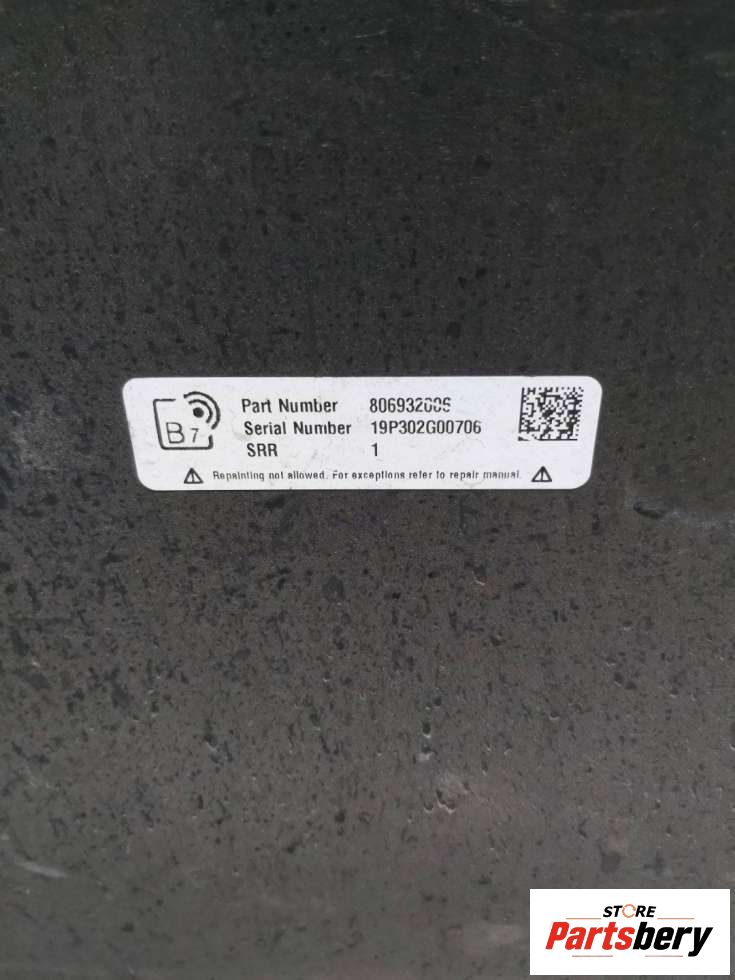 B7
Part Number 806932006
Serial Number 19P302G00706
SRR 1
Repainting not allowed. For exceptions refer to repair manual.
STORE
Partsbery